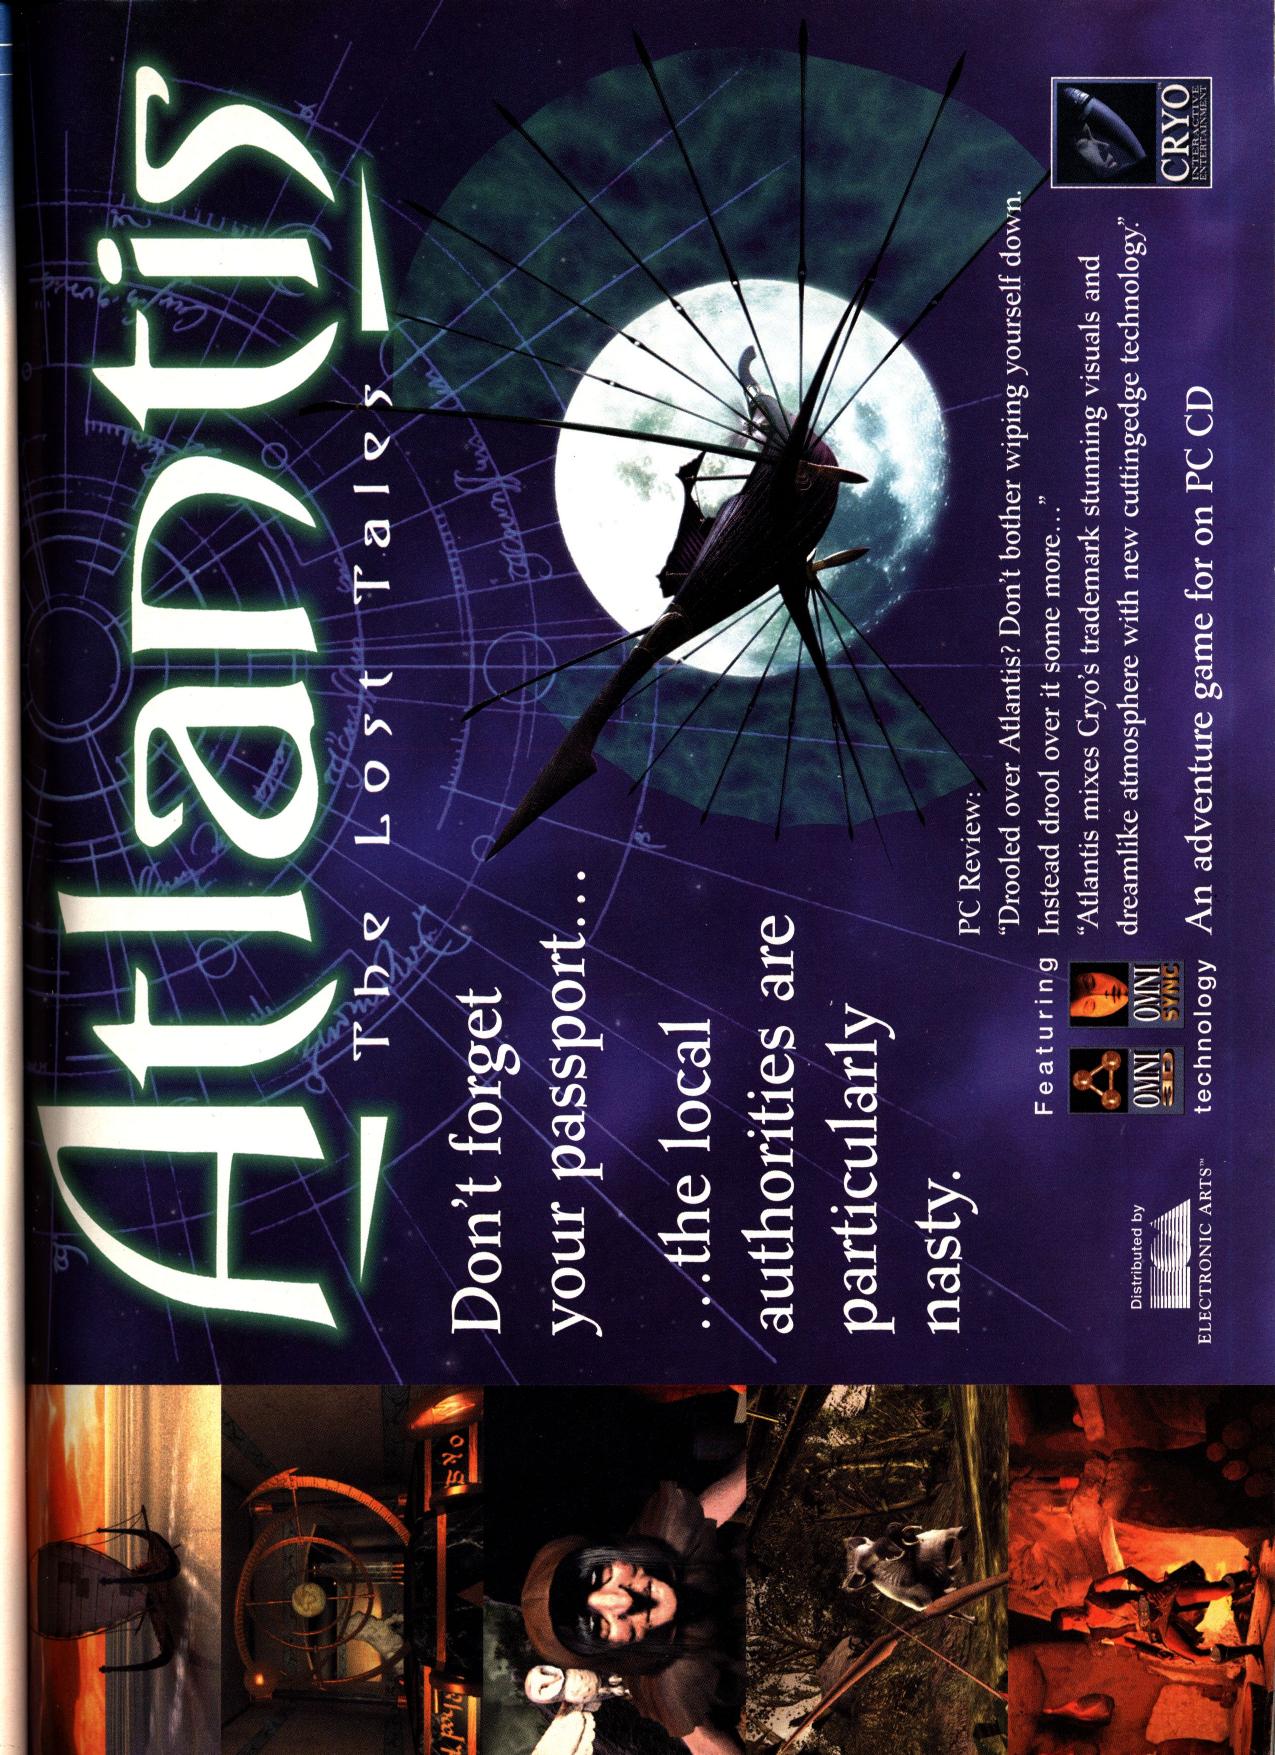 Atlantis
The Lost Tales
Don't forget
your passport...
...the local
authorities are
particularly
nasty.
PC Review:
“Drooled over Atlantis? Don't bother wiping yourself down.
Instead drool over it some more...”
“Atlantis mixes Cryo's trademark stunning visuals and
dreamlike atmosphere with new cuttingedge technology.”
An adventure game for on PC CD
Featuring
OMNI
3D
OMNI
SYNC
technology
Distributed by
EA
ELECTRONIC ARTS™
CRYO
INTERACTIVE
ENTERTAINMENT